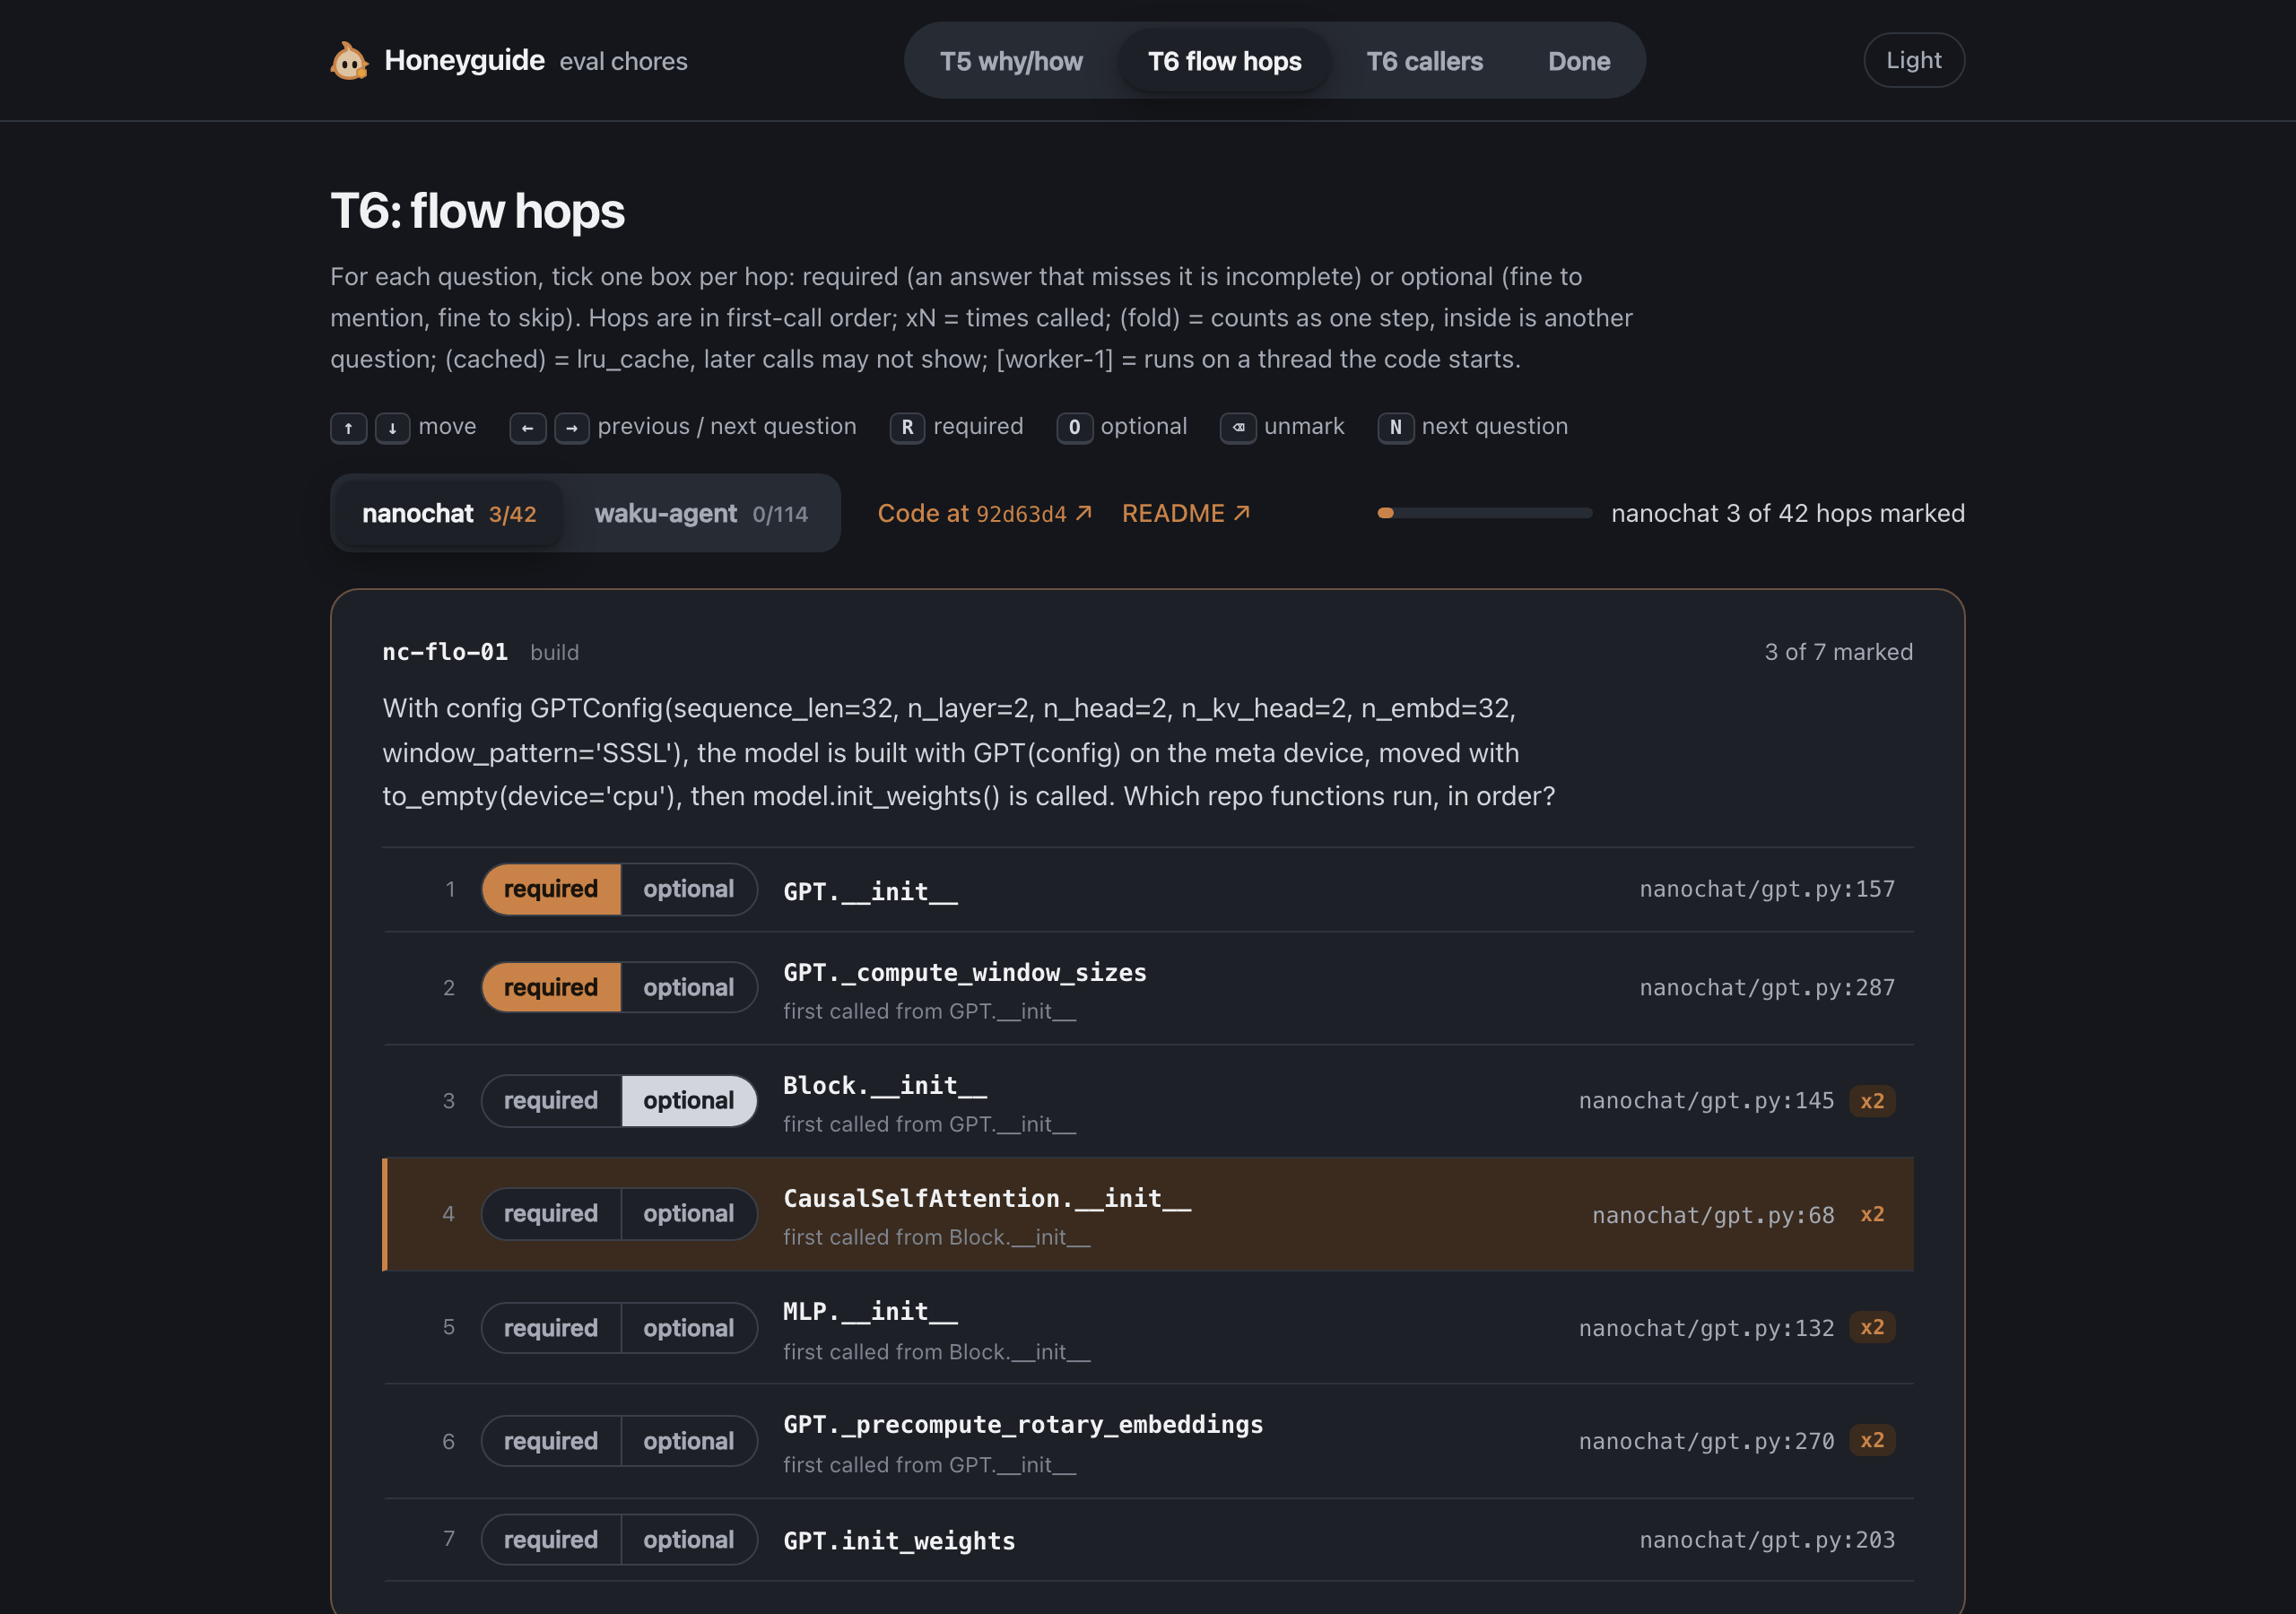 Honeyguide eval chores
T5 why/how
T6 flow hops
T6 callers
Done
Light
T6: flow hops
For each question, tick one box per hop: required (an answer that misses it is incomplete) or optional (fine to
mention, fine to skip). Hops are in first-call order; xN = times called; (fold) = counts as one step, inside is another
question; (cached) = lru_cache, later calls may not show; [worker-1] = runs on a thread the code starts.
↑ ↓ move ← → previous / next question R required O optional ⌫ unmark N next question
nanochat 3/42 waku-agent 0/114 Code at 92d63d4 ↗ README ↗ nanochat 3 of 42 hops marked
nc-flo-01 build 3 of 7 marked
With config GPTConfig(sequence_len=32, n_layer=2, n_head=2, n_kv_head=2, n_embd=32,
window_pattern='SSSL'), the model is built with GPT(config) on the meta device, moved with
to_empty(device='cpu'), then model.init_weights() is called. Which repo functions run, in order?
1 required optional GPT.__init__ nanochat/gpt.py:157
2 required optional GPT._compute_window_sizes nanochat/gpt.py:287
first called from GPT.__init__
3 required optional Block.__init__ nanochat/gpt.py:145 x2
first called from GPT.__init__
4 required optional CausalSelfAttention.__init__ nanochat/gpt.py:68 x2
first called from Block.__init__
5 required optional MLP.__init__ nanochat/gpt.py:132 x2
first called from Block.__init__
6 required optional GPT._precompute_rotary_embeddings nanochat/gpt.py:270 x2
first called from GPT.__init__
7 required optional GPT.init_weights nanochat/gpt.py:203